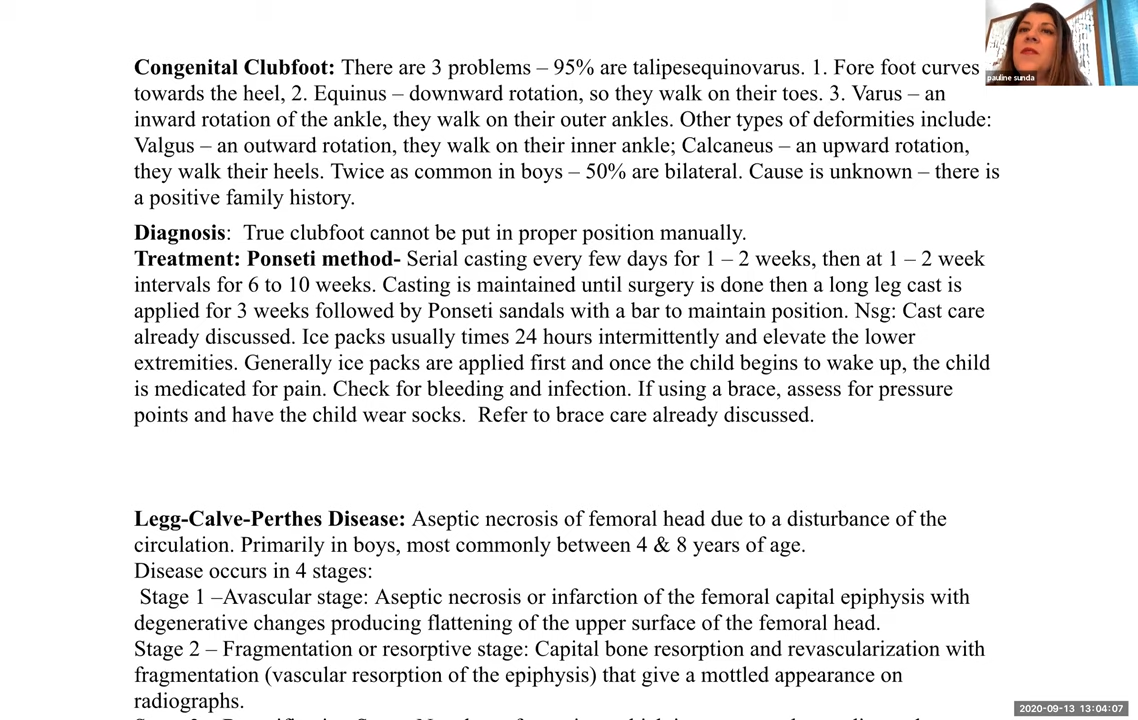 Congenital Clubfoot: There are 3 problems – 95% are talipesequinovarus. 1. Fore foot curves
towards the heel, 2. Equinus – downward rotation, so they walk on their toes. 3. Varus – an
inward rotation of the ankle, they walk on their outer ankles. Other types of deformities include:
Valgus – an outward rotation, they walk on their inner ankle; Calcaneus – an upward rotation,
they walk their heels. Twice as common in boys – 50% are bilateral. Cause is unknown – there is
a positive family history.
Diagnosis:  True clubfoot cannot be put in proper position manually.
Treatment: Ponseti method- Serial casting every few days for 1 – 2 weeks, then at 1 – 2 week
intervals for 6 to 10 weeks. Casting is maintained until surgery is done then a long leg cast is
applied for 3 weeks followed by Ponseti sandals with a bar to maintain position. Nsg: Cast care
already discussed. Ice packs usually times 24 hours intermittently and elevate the lower
extremities. Generally ice packs are applied first and once the child begins to wake up, the child
is medicated for pain. Check for bleeding and infection. If using a brace, assess for pressure
points and have the child wear socks.  Refer to brace care already discussed.
Legg-Calve-Perthes Disease: Aseptic necrosis of femoral head due to a disturbance of the
circulation. Primarily in boys, most commonly between 4 & 8 years of age.
Disease occurs in 4 stages:
Stage 1 –Avascular stage: Aseptic necrosis or infarction of the femoral capital epiphysis with
degenerative changes producing flattening of the upper surface of the femoral head.
Stage 2 – Fragmentation or resorptive stage: Capital bone resorption and revascularization with
fragmentation (vascular resorption of the epiphysis) that give a mottled appearance on
radiographs.
pauline sunda
2020-09-13 13:04:07